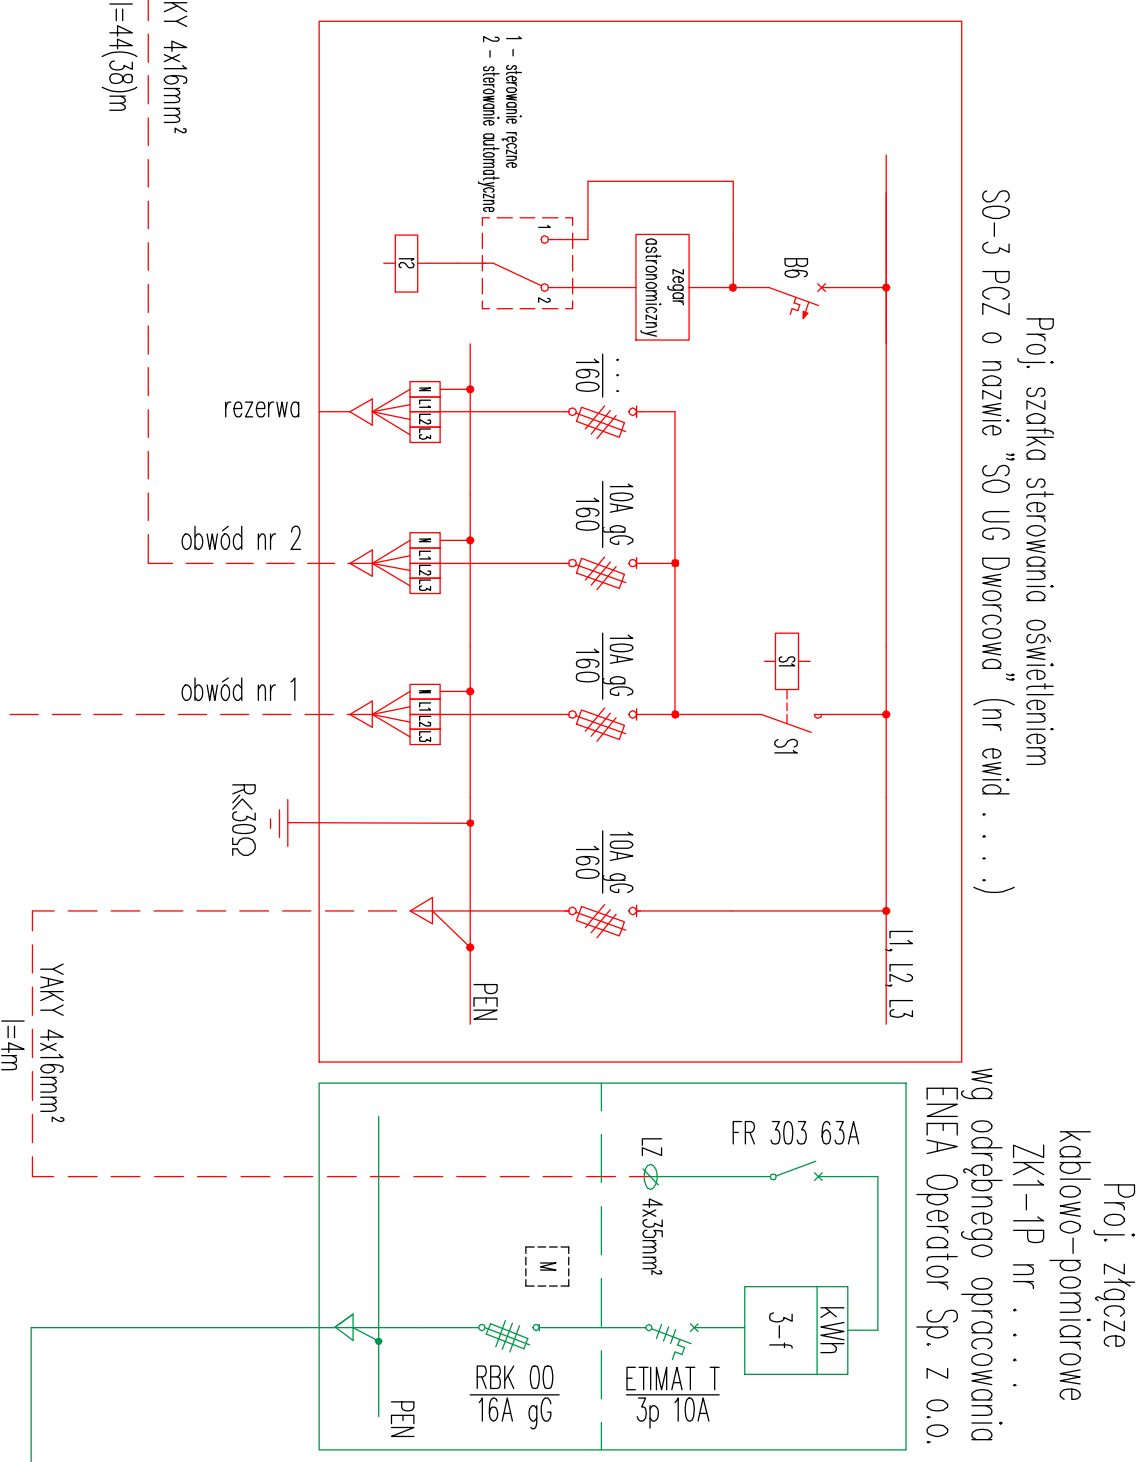 Proj. szafka sterowania oświetleniem
SO-3 PCZ o nazwie "SO UG Dworcowa" (nr ewid . . . .)
Proj. złącze
kablowo-pomiarowe
ZK1-1P nr . . . .
wg odrębnego opracowania
ENEA Operator Sp. z o.o.
L1, L2, L3
B6
zegar
astronomiczny
1
2
1 - sterowanie ręczne
2 - sterowanie automatyczne
S1
S1
. . .
160
10A gG
160
10A gG
160
10A gG
160
N L1 L2 L3
N L1 L2 L3
N L1 L2 L3
PEN
rezerwa
obwód nr 2
obwód nr 1
R<30Ω
KY 4x16mm²
l=44(38)m
YAKY 4x16mm²
l=4m
FR 303 63A
kWh
3-f
LZ
4x35mm²
M
ETIMAT T
3p 10A
RBK 00
16A gG
PEN